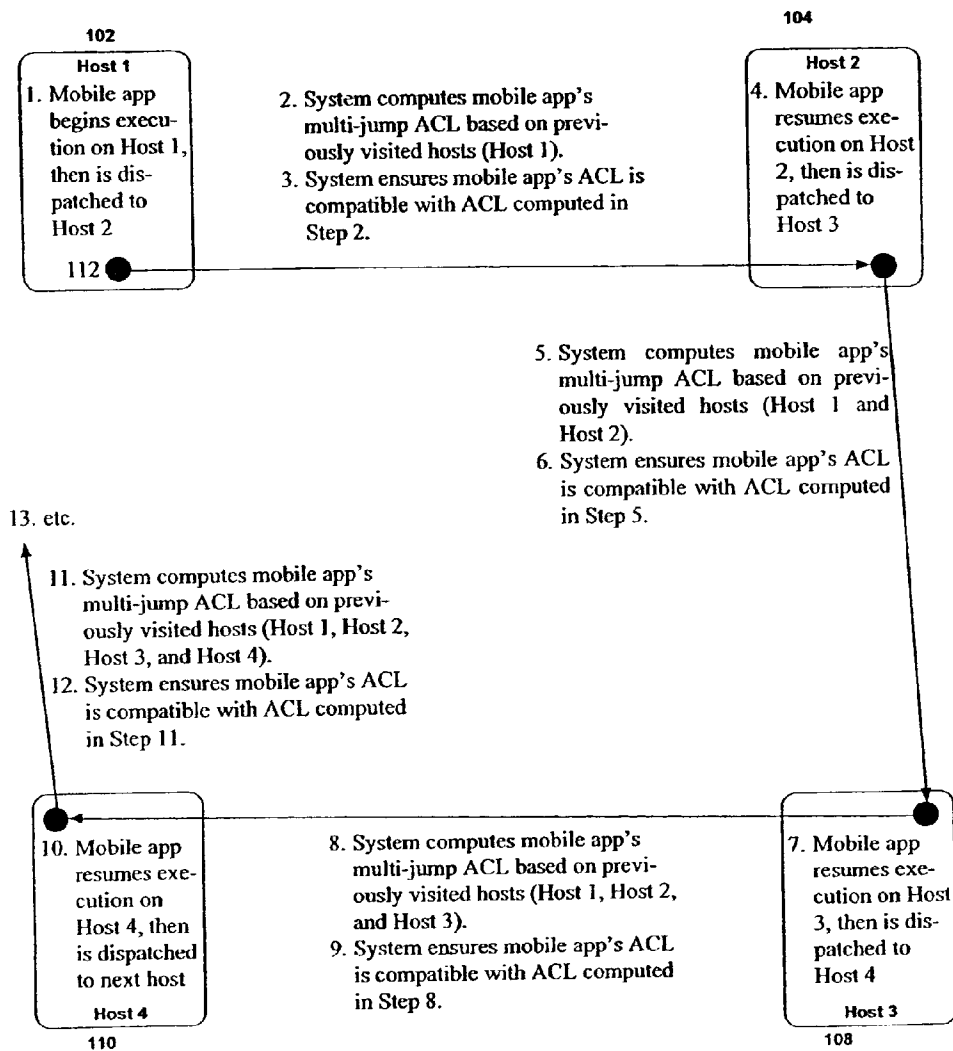 102
Host 1
1. Mobile app
begins execu-
tion on Host 1,
then is dis-
patched to
Host 2
112
2. System computes mobile app's
multi-jump ACL based on previ-
ously visited hosts (Host 1).
3. System ensures mobile app's ACL is
compatible with ACL computed in
Step 2.
104
Host 2
4. Mobile app
resumes exe-
cution on Host
2, then is dis-
patched to
Host 3
5. System computes mobile app's
multi-jump ACL based on previ-
ously visited hosts (Host 1 and
Host 2).
6. System ensures mobile app's ACL
is compatible with ACL computed
in Step 5.
7. Mobile app
resumes exe-
cution on Host
3, then is dis-
patched to
Host 4
Host 3
108
8. System computes mobile app's
multi-jump ACL based on previ-
ously visited hosts (Host 1, Host 2,
and Host 3).
9. System ensures mobile app's ACL
is compatible with ACL computed
in Step 8.
10. Mobile app
resumes exe-
cution on
Host 4, then
is dispatched
to next host
Host 4
110
11. System computes mobile app's
multi-jump ACL based on previ-
ously visited hosts (Host 1, Host 2,
Host 3, and Host 4).
12. System ensures mobile app's ACL
is compatible with ACL computed
in Step 11.
13. etc.